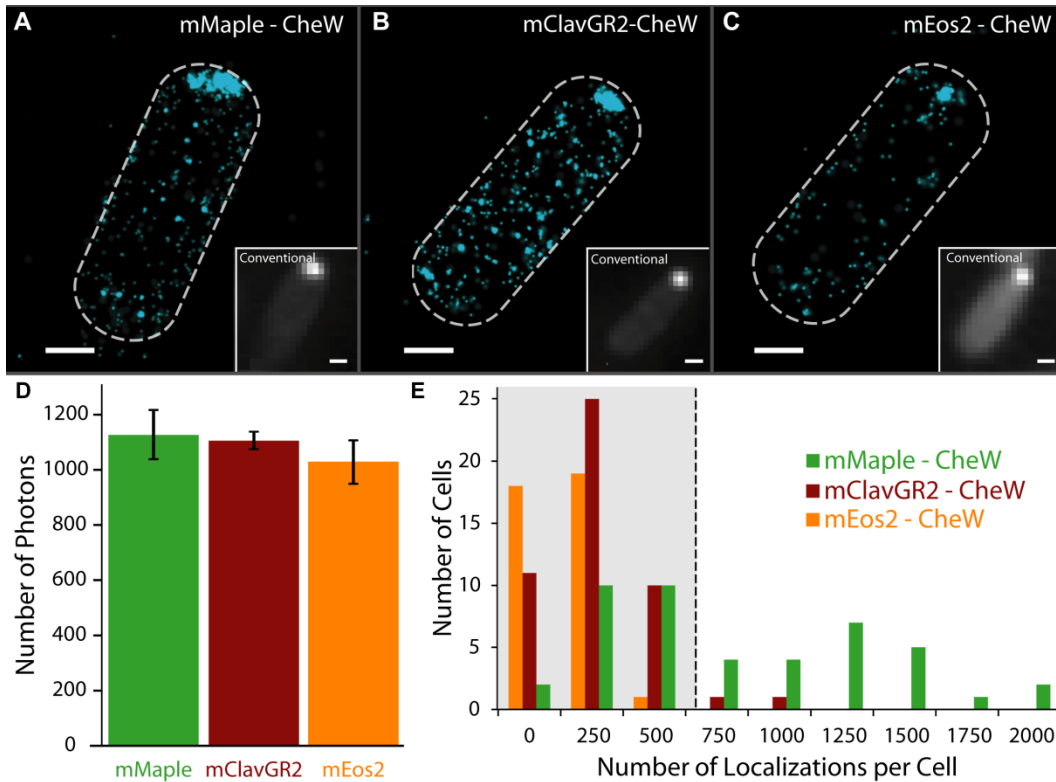 A
mMaple - CheW
B
mClavGR2-CheW
C
mEos2 - CheW
Conventional
Conventional
Conventional
D
Number of Photons
1200
1000
800
600
400
200
0
mMaple
mClavGR2
mEos2
E
Number of Cells
25
20
15
10
5
0
mMaple - CheW
mClavGR2 - CheW
mEos2 - CheW
0 250 500 750 1000 1250 1500 1750 2000
Number of Localizations per Cell